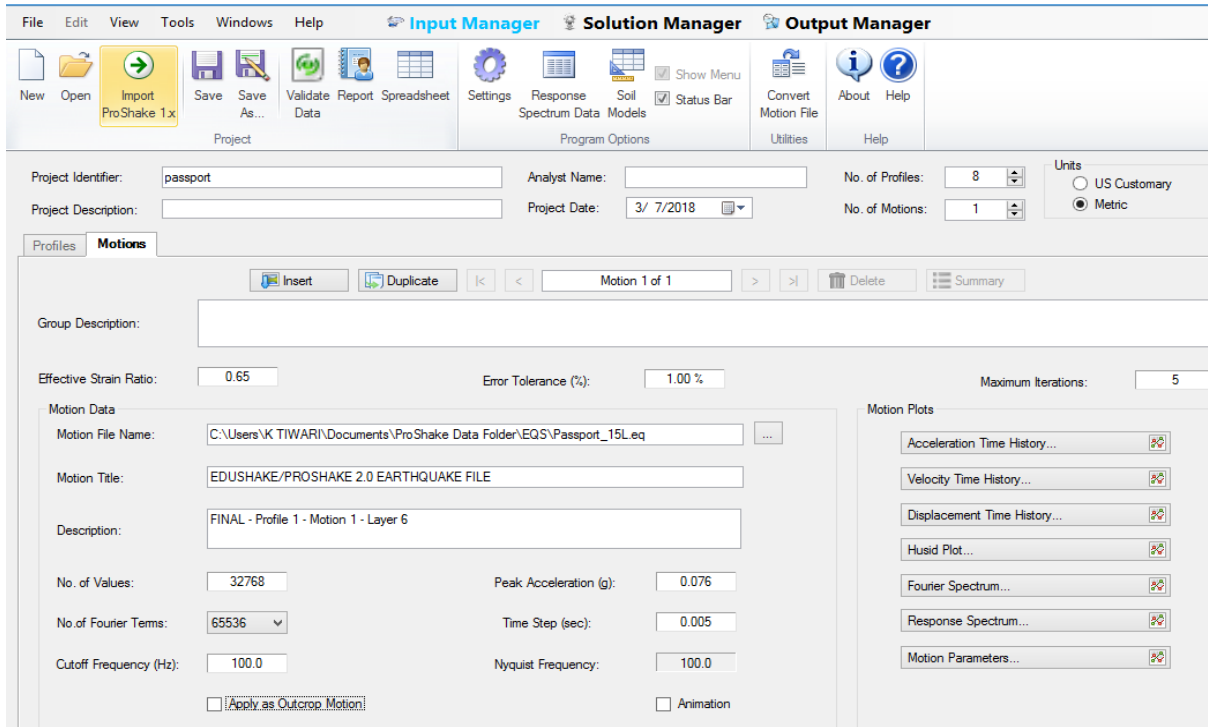 File Edit View Tools Windows Help Input Manager Solution Manager Output Manager
New Open Import ProShake 1.x Save Save As... Validate Data Report Spreadsheet Settings Response Spectrum Data Soil Models Show Menu Status Bar Convert Motion File About Help
Project Program Options Utilities Help
Project Identifier: passport Analyst Name: No. of Profiles: 8 Units US Customary
Project Description: Project Date: 3/ 7/2018 No. of Motions: 1 Metric
Profiles Motions
Insert Duplicate |< < Motion 1 of 1 > >| Delete Summary
Group Description:
Effective Strain Ratio: 0.65 Error Tolerance (%): 1.00 % Maximum Iterations: 5
Motion Data Motion Plots
Motion File Name: C:\Users\K TIWARI\Documents\ProShake Data Folder\EQS\Passport_15L.eq ... Acceleration Time History...
Motion Title: EDUSHAKE/PROSHAKE 2.0 EARTHQUAKE FILE Velocity Time History...
Description: FINAL - Profile 1 - Motion 1 - Layer 6 Displacement Time History...
Husid Plot...
No. of Values: 32768 Peak Acceleration (g): 0.076 Fourier Spectrum...
No.of Fourier Terms: 65536 Time Step (sec): 0.005 Response Spectrum...
Cutoff Frequency (Hz): 100.0 Nyquist Frequency: 100.0 Motion Parameters...
Apply as Outcrop Motion Animation